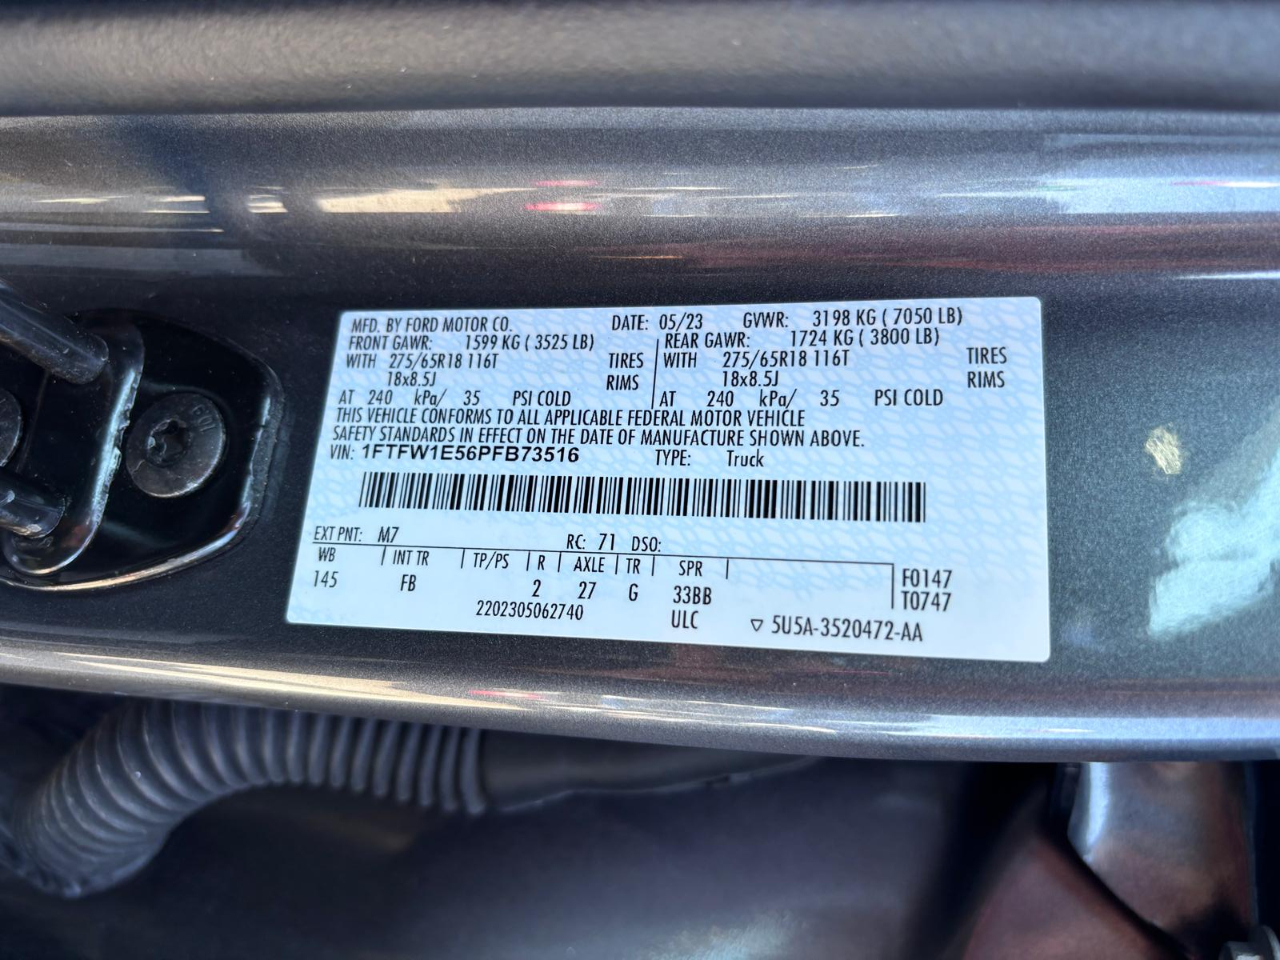 MFD. BY FORD MOTOR CO. DATE: 05/23 GVWR: 3198 KG ( 7050 LB)
FRONT GAWR: 1599 KG ( 3525 LB) REAR GAWR: 1724 KG ( 3800 LB)
WITH 275/65R18 116T TIRES WITH 275/65R18 116T TIRES
18x8.5J RIMS 18x8.5J RIMS
AT 240 kPa/ 35 PSI COLD AT 240 kPa/ 35 PSI COLD
THIS VEHICLE CONFORMS TO ALL APPLICABLE FEDERAL MOTOR VEHICLE
SAFETY STANDARDS IN EFFECT ON THE DATE OF MANUFACTURE SHOWN ABOVE.
VIN: 1FTFW1E56PFB73516 TYPE: Truck
EXT PNT: M7 RC: 71 DSO:
WB INT TR TP/PS R AXLE TR SPR
145 FB 2 27 G 33BB F0147
T0747
2202305062740 ULC ▽ 5U5A-3520472-AA